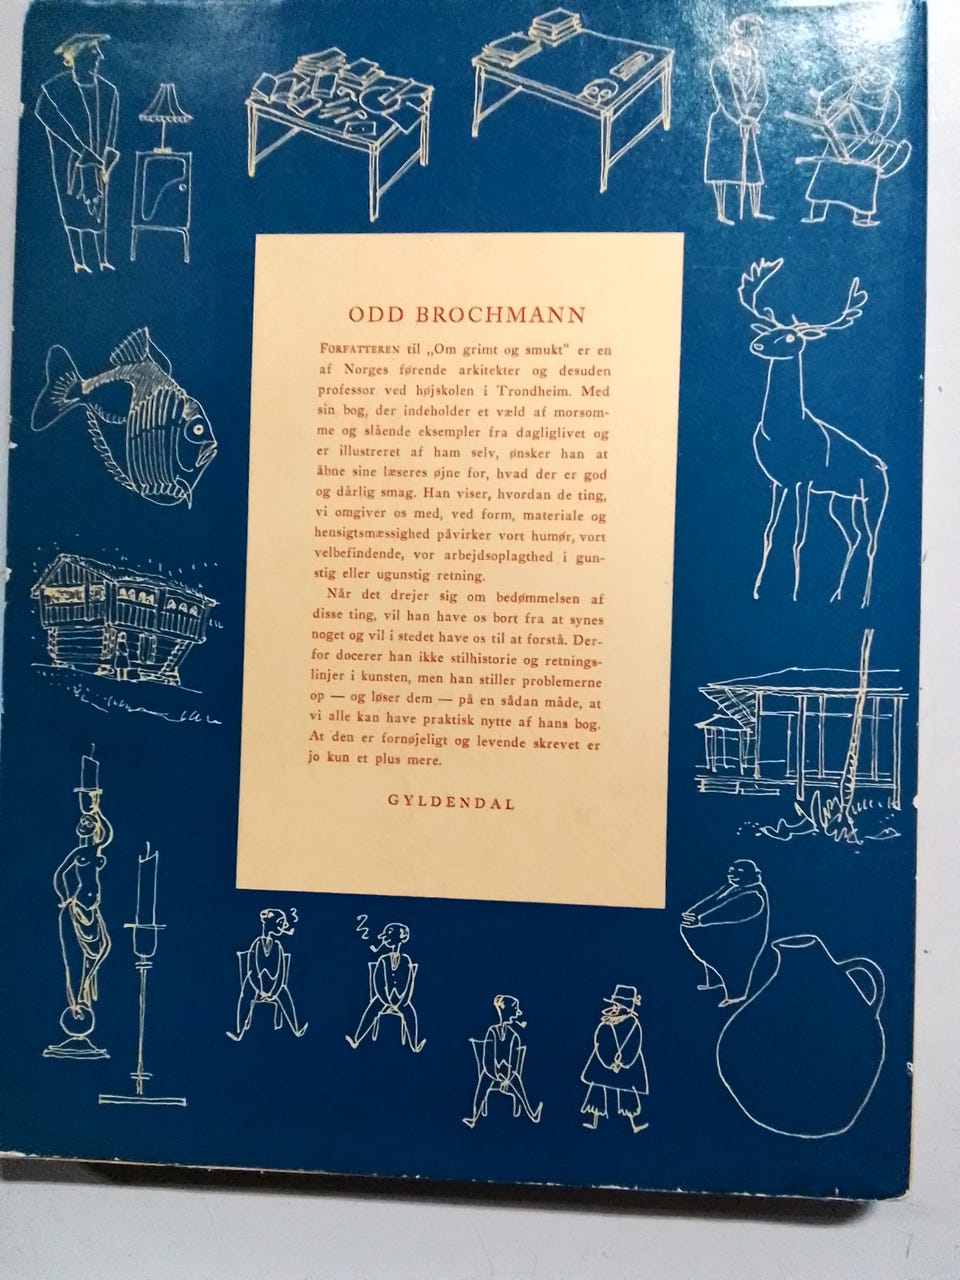 ODD BROCHMANN
FORFATTEREN til „Om grimt og smukt“ er en
af Norges førende arkitekter og desuden
professor ved højskolen i Trondheim. Med
sin bog, der indeholder et væld af morsom-
me og slående eksempler fra dagliglivet og
er illustreret af ham selv, ønsker han at
åbne sine læseres øjne for, hvad der er god
og dårlig smag. Han viser, hvordan de ting,
vi omgiver os med, ved form, materiale og
hensigtsmæssighed påvirker vort humør, vort
velbefindende, vor arbejdsoplagthed i gun-
stig eller ugunstig retning.
Når det drejer sig om bedømmelsen af
disse ting, vil han have os bort fra at synes
noget og vil i stedet have os til at forstå. Der-
for docerer han ikke stilhistorie og retnings-
linjer i kunsten, men han stiller problemerne
op — og løser dem — på en sådan måde, at
vi alle kan have praktisk nytte af hans bog.
At den er fornøjeligt og levende skrevet er
jo kun et plus mere.
GYLDENDAL